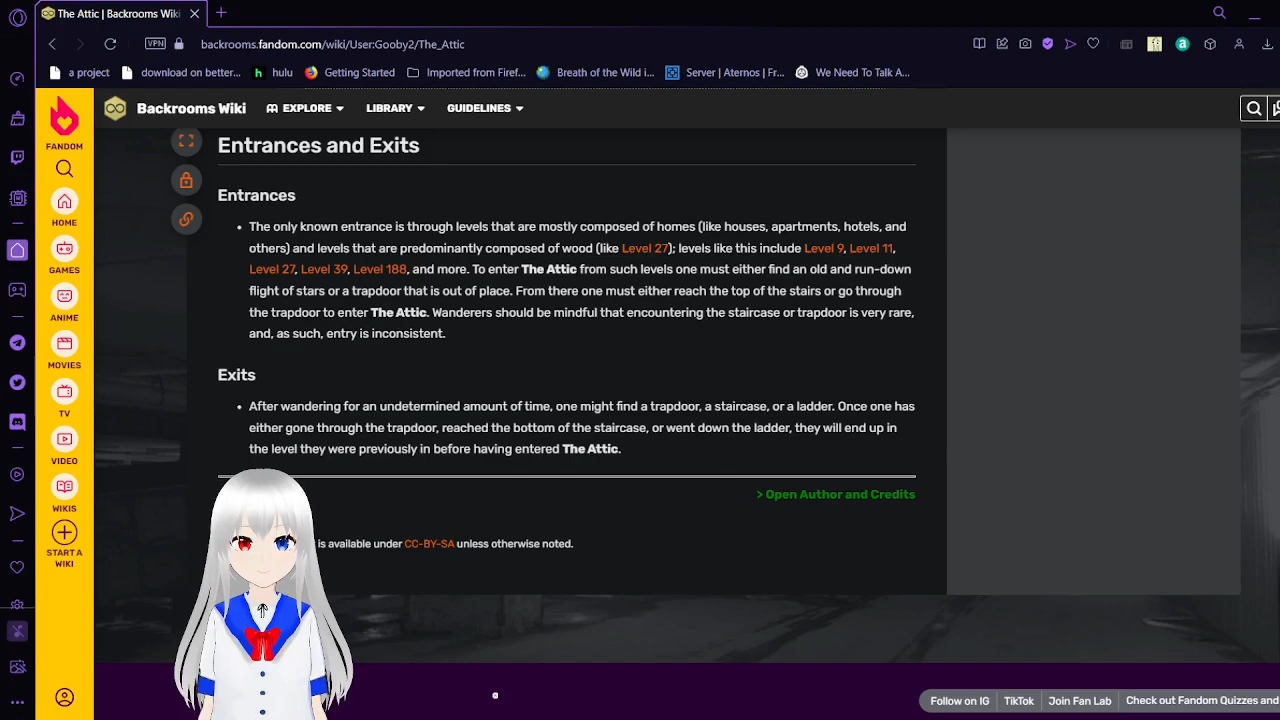 The Attic | Backrooms Wiki
VPN
backrooms.fandom.com/wiki/User:Gooby2/The_Attic
a project
download on better...
hulu
Getting Started
Imported from Firef...
Breath of the Wild i...
Server | Aternos | Fr...
We Need To Talk A...
Backrooms Wiki
EXPLORE
LIBRARY
GUIDELINES
FANDOM
HOME
GAMES
ANIME
MOVIES
TV
VIDEO
WIKIS
START A
WIKI
Entrances and Exits
Entrances
• The only known entrance is through levels that are mostly composed of homes (like houses, apartments, hotels, and
others) and levels that are predominantly composed of wood (like Level 27); levels like this include Level 9, Level 11,
Level 27, Level 39, Level 188, and more. To enter The Attic from such levels one must either find an old and run-down
flight of stars or a trapdoor that is out of place. From there one must either reach the top of the stairs or go through
the trapdoor to enter The Attic. Wanderers should be mindful that encountering the staircase or trapdoor is very rare,
and, as such, entry is inconsistent.
Exits
• After wandering for an undetermined amount of time, one might find a trapdoor, a staircase, or a ladder. Once one has
either gone through the trapdoor, reached the bottom of the staircase, or went down the ladder, they will end up in
the level they were previously in before having entered The Attic.
> Open Author and Credits
is available under CC-BY-SA unless otherwise noted.
Follow on IG
TikTok
Join Fan Lab
Check out Fandom Quizzes and